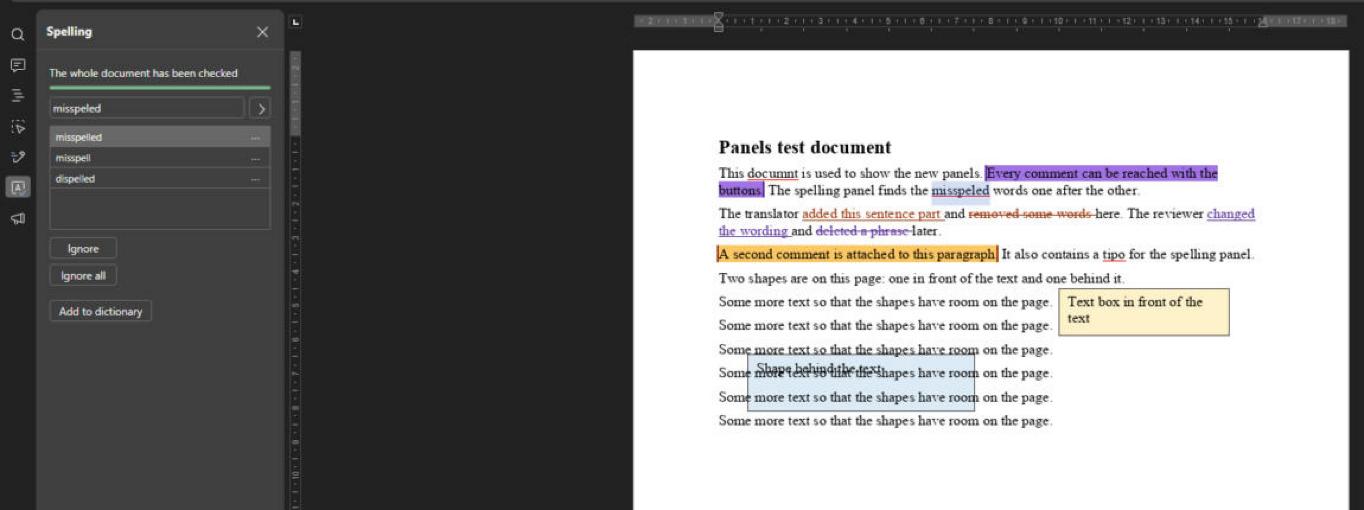 Spelling
The whole document has been checked
misspeled
misspelled
misspell
dispelled
Ignore
Ignore all
Add to dictionary
Panels test document
This documnt is used to show the new panels. Every comment can be reached with the
buttons. The spelling panel finds the misspeled words one after the other.
The translator added this sentence part and removed some words here. The reviewer changed
the wording and deleted a phrase later.
A second comment is attached to this paragraph. It also contains a tipo for the spelling panel.
Two shapes are on this page: one in front of the text and one behind it.
Some more text so that the shapes have room on the page.
Text box in front of the
text
Some more text so that the shapes have room on the page.
Some more text so that the shapes have room on the page.
Shape behind the text
Some more text so that the shapes have room on the page.
Some more text so that the shapes have room on the page.
Some more text so that the shapes have room on the page.